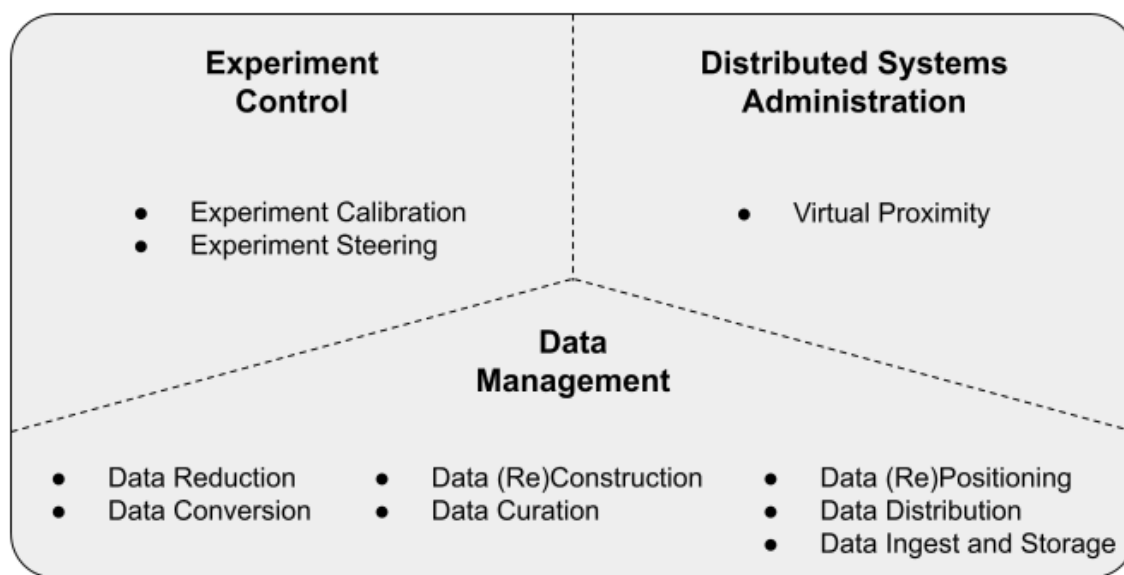 Experiment
Control
● Experiment Calibration
● Experiment Steering
Distributed Systems
Administration
● Virtual Proximity
Data
Management
● Data Reduction
● Data Conversion
● Data (Re)Construction
● Data Curation
● Data (Re)Positioning
● Data Distribution
● Data Ingest and Storage